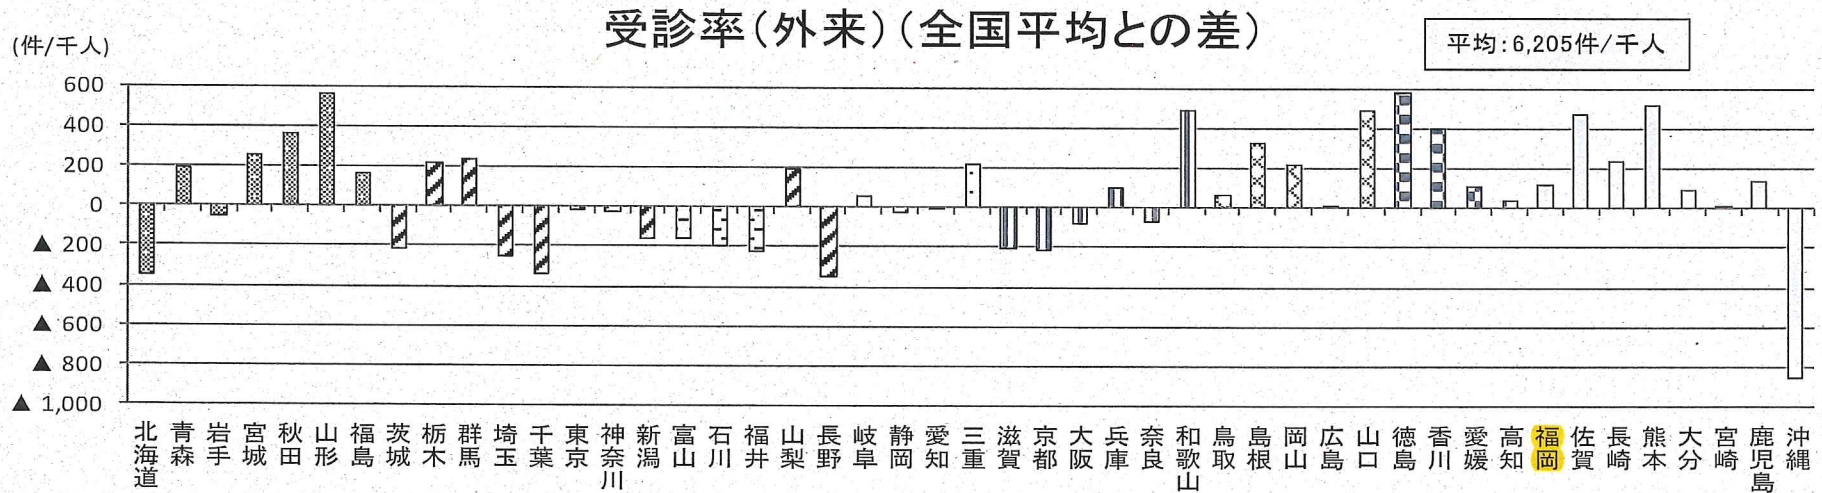 受診率(外来)(全国平均との差)
平均:6,205件/千人
(件/千人)
600
400
200
0
▲ 200
▲ 400
▲ 600
▲ 800
▲ 1,000
北海道
青森
岩手
宮城
秋田
山形
福島
茨城
栃木
群馬
埼玉
千葉
東京
神奈川
新潟
富山
石川
福井
山梨
長野
岐阜
静岡
愛知
三重
滋賀
京都
大阪
兵庫
奈良
和歌山
鳥取
島根
岡山
広島
山口
徳島
香川
愛媛
高知
福岡
佐賀
長崎
熊本
大分
宮崎
鹿児島
沖縄